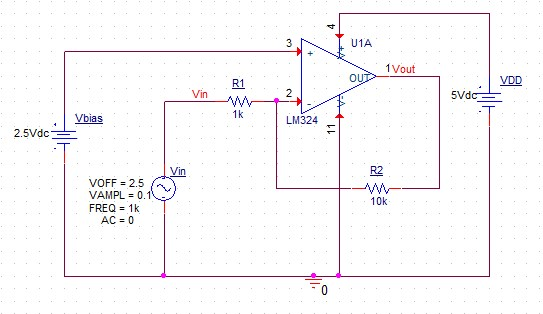 4
3
U1A
+
V+
R1
Vin
2
OUT
1
Vout
VDD
5Vdc
1k
-
V-
LM324
Vbias
2.5Vdc
11
Vin
R2
VOFF = 2.5
VAMPL = 0.1
FREQ = 1k
AC = 0
10k
0